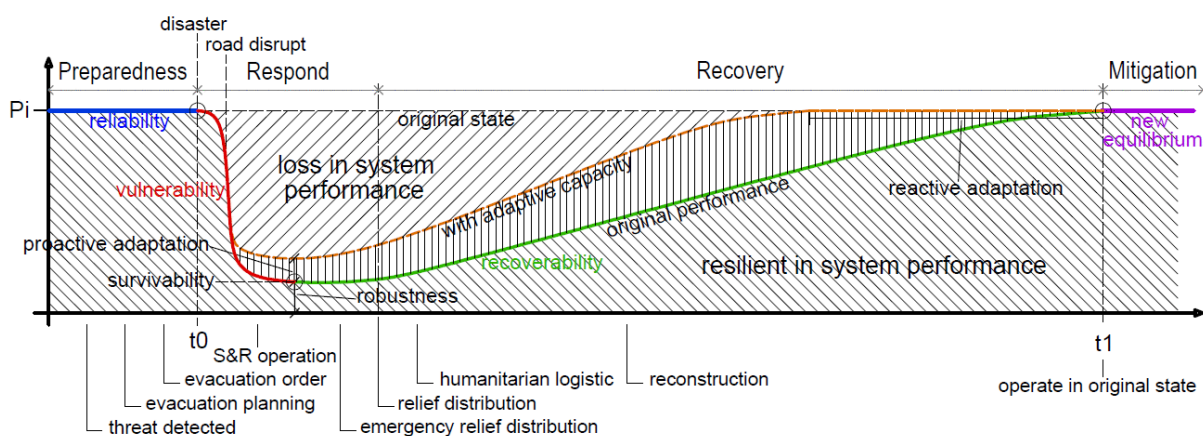 disaster
road disrupt
Preparedness
Respond
Recovery
Mitigation
Pi
reliability
original state
new
equilibrium
loss in system
performance
vulnerability
with adaptive capacity
reactive adaptation
original performance
proactive adaptation
recoverability
resilient in system performance
survivability
robustness
t0
t1
S&R operation
evacuation order
humanitarian logistic
reconstruction
operate in original state
evacuation planning
relief distribution
threat detected
emergency relief distribution